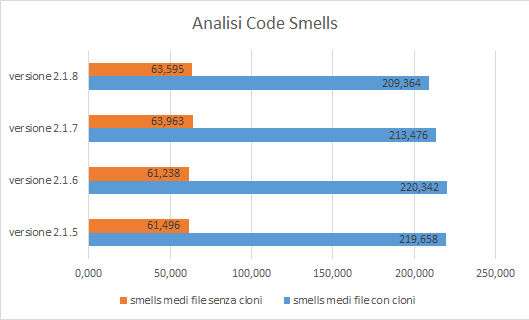 Analisi Code Smells
versione 2.1.8
63,595
209,364
versione 2.1.7
63,963
213,476
versione 2.1.6
61,238
220,342
versione 2.1.5
61,496
219,658
0,000 50,000 100,000 150,000 200,000 250,000
smells medi file senza cloni smells medi file con cloni